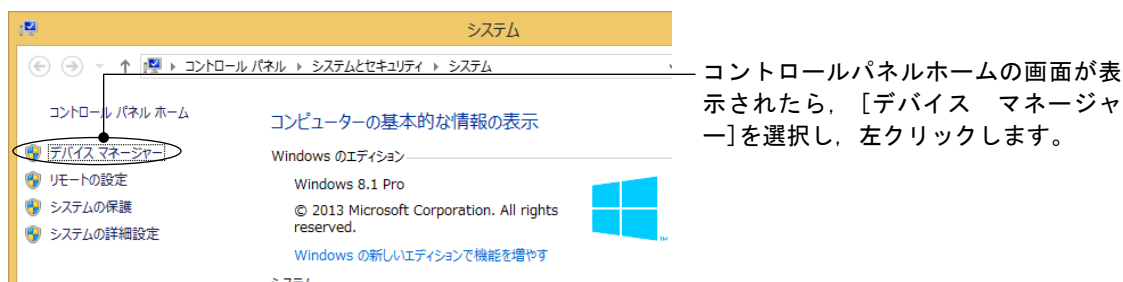 システム
コントロール パネル ▸ システムとセキュリティ ▸ システム
コントロール パネル ホーム
デバイス マネージャー
リモートの設定
システムの保護
システムの詳細設定
コンピューターの基本的な情報の表示
Windows のエディション
Windows 8.1 Pro
© 2013 Microsoft Corporation. All rights
reserved.
Windows の新しいエディションで機能を増やす
TM
コントロールパネルホームの画面が表
示されたら，［デバイス　マネージャ
ー］を選択し，左クリックします。